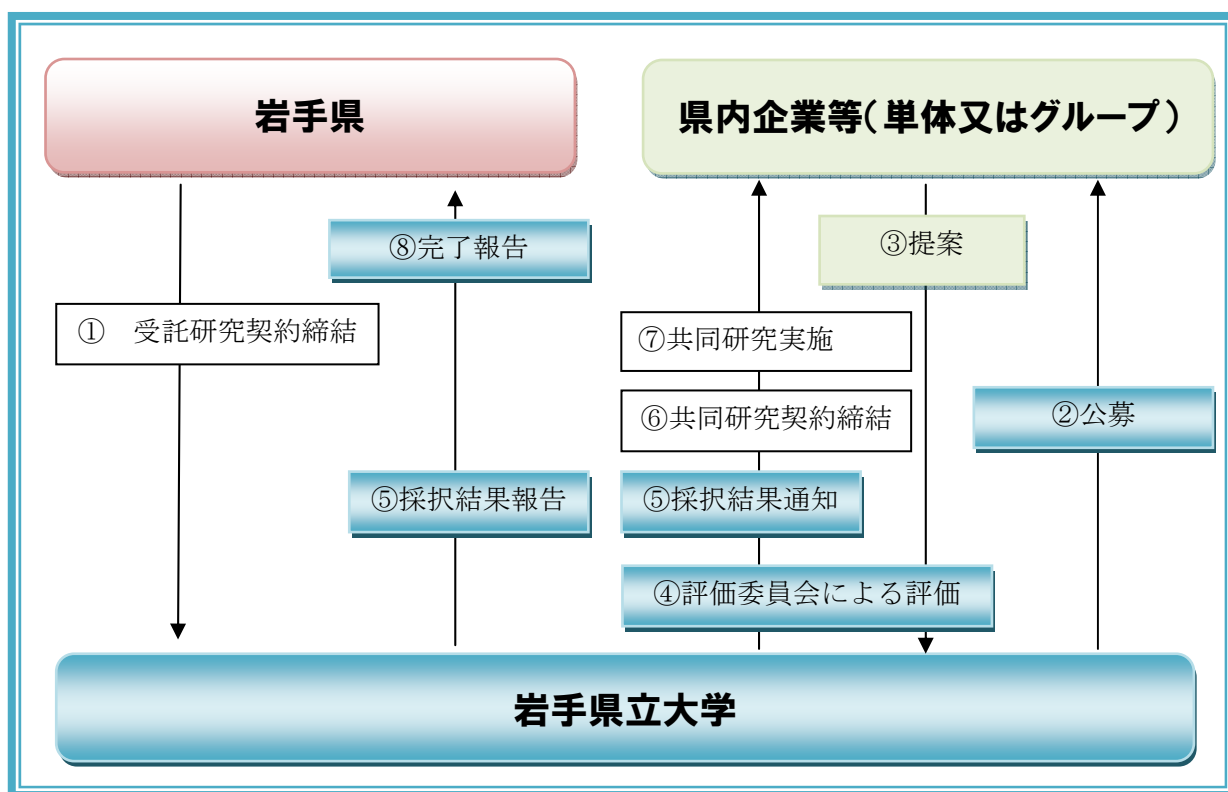 岩手県
県内企業等(単体又はグループ)
⑧完了報告
③提案
① 受託研究契約締結
⑦共同研究実施
⑥共同研究契約締結
②公募
⑤採択結果報告
⑤採択結果通知
④評価委員会による評価
岩手県立大学